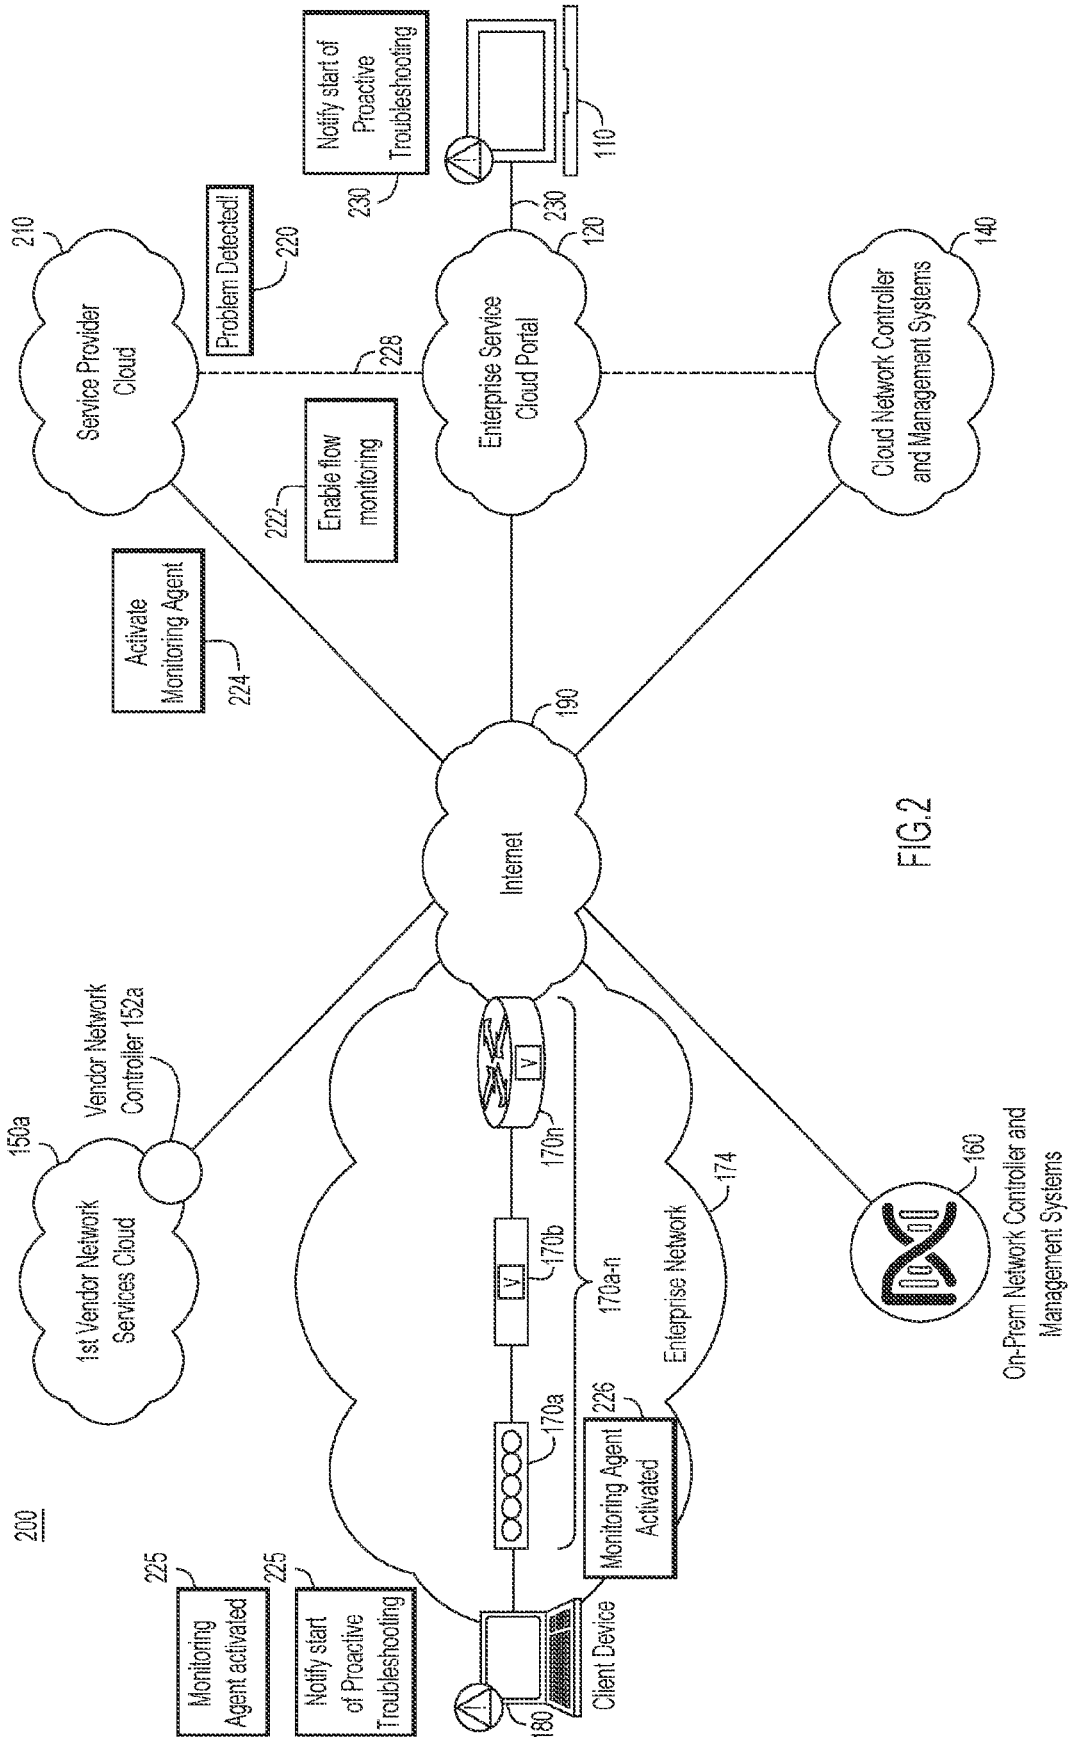 200
225
Monitoring
Agent activated
225
Notify start
of Proactive
Troubleshooting
180
Client Device
150a
1st Vendor Network
Services Cloud
Vendor Network
Controller 152a
170a
V
170b
V
170n
170a-n
Monitoring Agent
Activated
226
Enterprise Network
174
160
On-Prem Network Controller and
Management Systems
Internet
190
Activate
Monitoring Agent
224
222
Enable flow
monitoring
210
Service Provider
Cloud
Problem Detected!
220
228
Enterprise Service
Cloud Portal
120
Notify start of
Proactive
Troubleshooting
230
230
110
Cloud Network Controller
and Management Systems
140
FIG.2